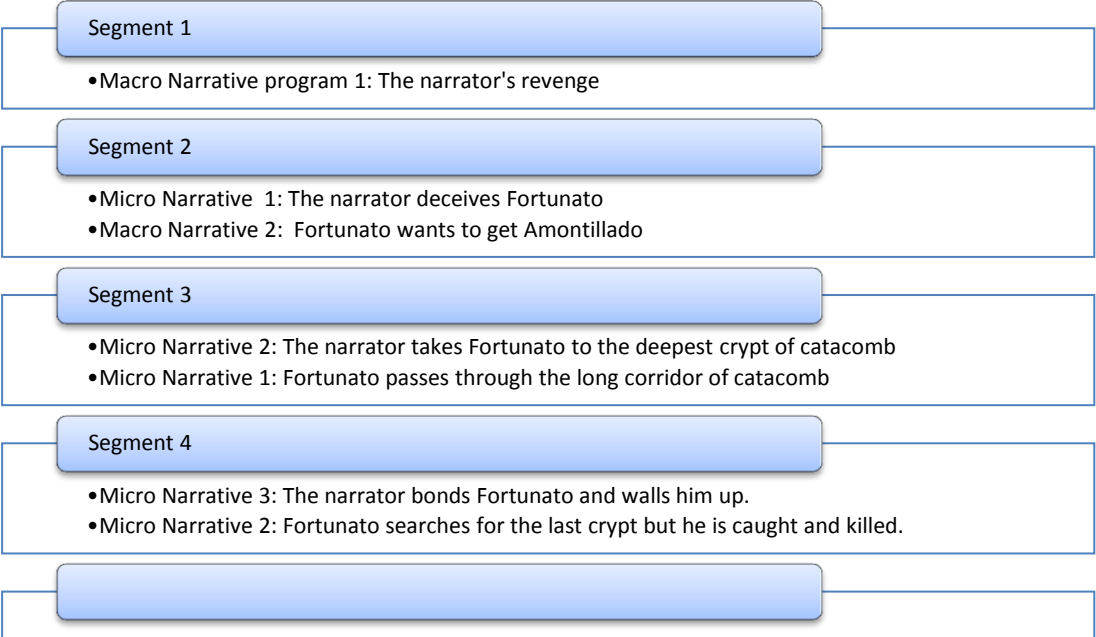 Segment 1
•Macro Narrative program 1: The narrator's revenge
Segment 2
•Micro Narrative  1: The narrator deceives Fortunato
•Macro Narrative 2:  Fortunato wants to get Amontillado
Segment 3
•Micro Narrative 2: The narrator takes Fortunato to the deepest crypt of catacomb
•Micro Narrative 1: Fortunato passes through the long corridor of catacomb
Segment 4
•Micro Narrative 3: The narrator bonds Fortunato and walls him up.
•Micro Narrative 2: Fortunato searches for the last crypt but he is caught and killed.